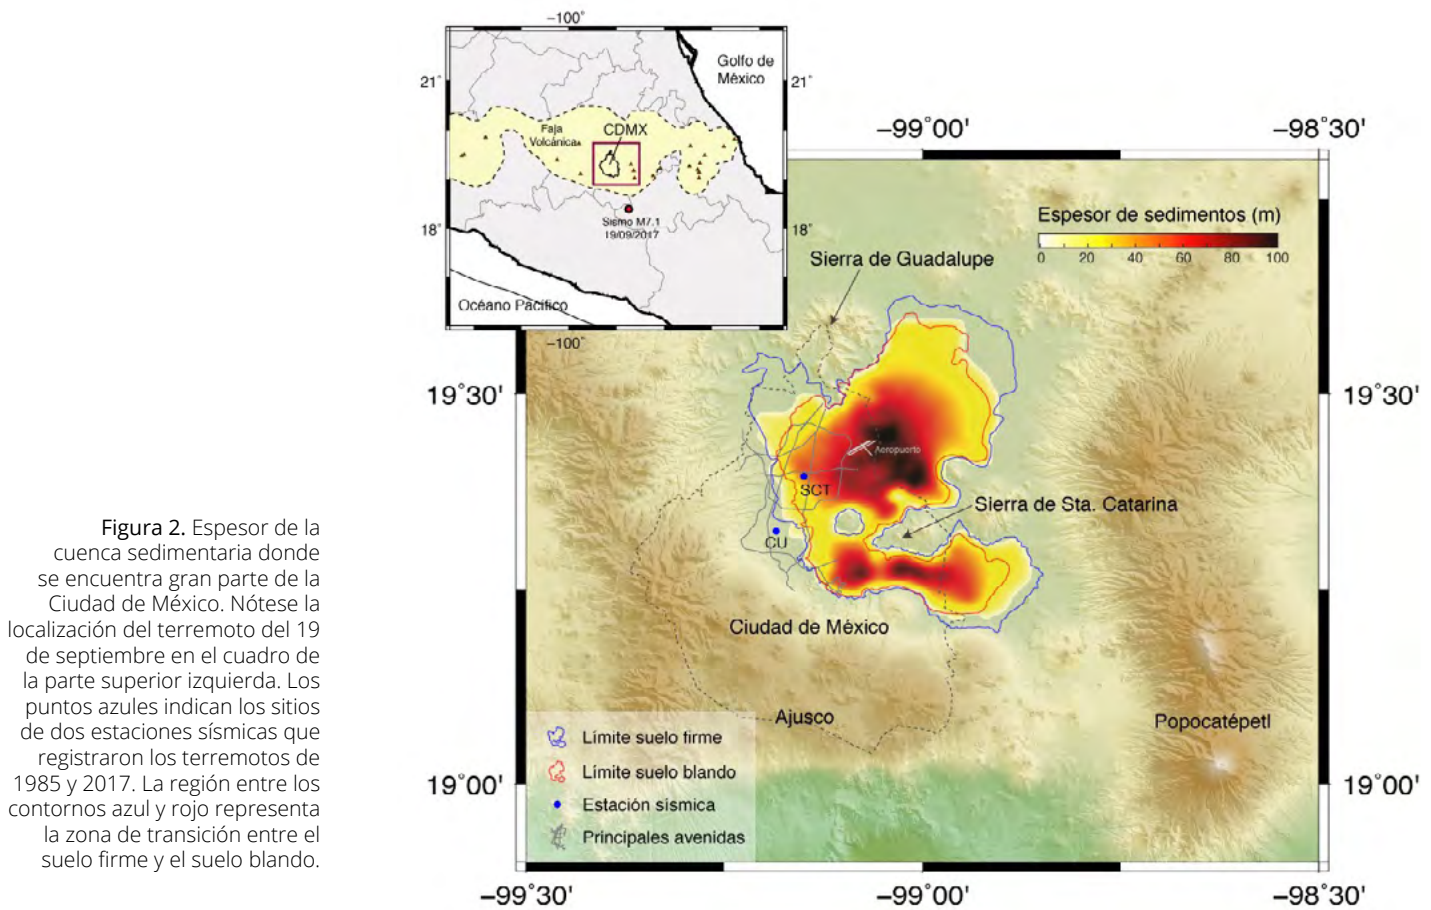 −100˚
Golfo de
México
21˚
21˚
Faja
Volcánica
CDMX
Sismo M7.1
19/09/2017
18˚
18˚
Océano Pacífico
−100˚
−99˚00'
−98˚30'
Espesor de sedimentos (m)
0 20 40 60 80 100
Sierra de Guadalupe
19˚30'
19˚30'
Aeropuerto
SCT
Sierra de Sta. Catarina
CU
Ciudad de México
Ajusco
Popocatépetl
Límite suelo firme
Límite suelo blando
Estación sísmica
Principales avenidas
19˚00'
19˚00'
−99˚30'
−99˚00'
−98˚30'
Figura 2. Espesor de la
cuenca sedimentaria donde
se encuentra gran parte de la
Ciudad de México. Nótese la
localización del terremoto del 19
de septiembre en el cuadro de
la parte superior izquierda. Los
puntos azules indican los sitios
de dos estaciones sísmicas que
registraron los terremotos de
1985 y 2017. La región entre los
contornos azul y rojo representa
la zona de transición entre el
suelo firme y el suelo blando.